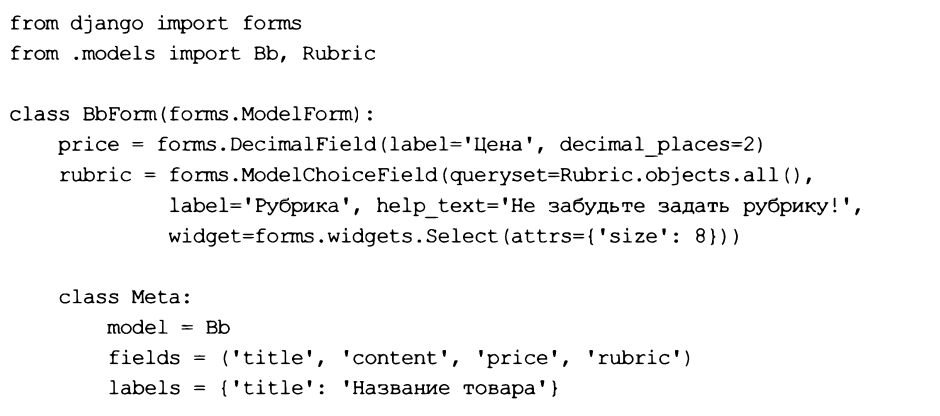 from django import forms
from .models import Bb, Rubric

class BbForm(forms.ModelForm):
    price = forms.DecimalField(label='Цена', decimal_places=2)
    rubric = forms.ModelChoiceField(queryset=Rubric.objects.all(),
             label='Рубрика', help_text='Не забудьте задать рубрику!',
             widget=forms.widgets.Select(attrs={'size': 8}))

    class Meta:
        model = Bb
        fields = ('title', 'content', 'price', 'rubric')
        labels = {'title': 'Название товара'}